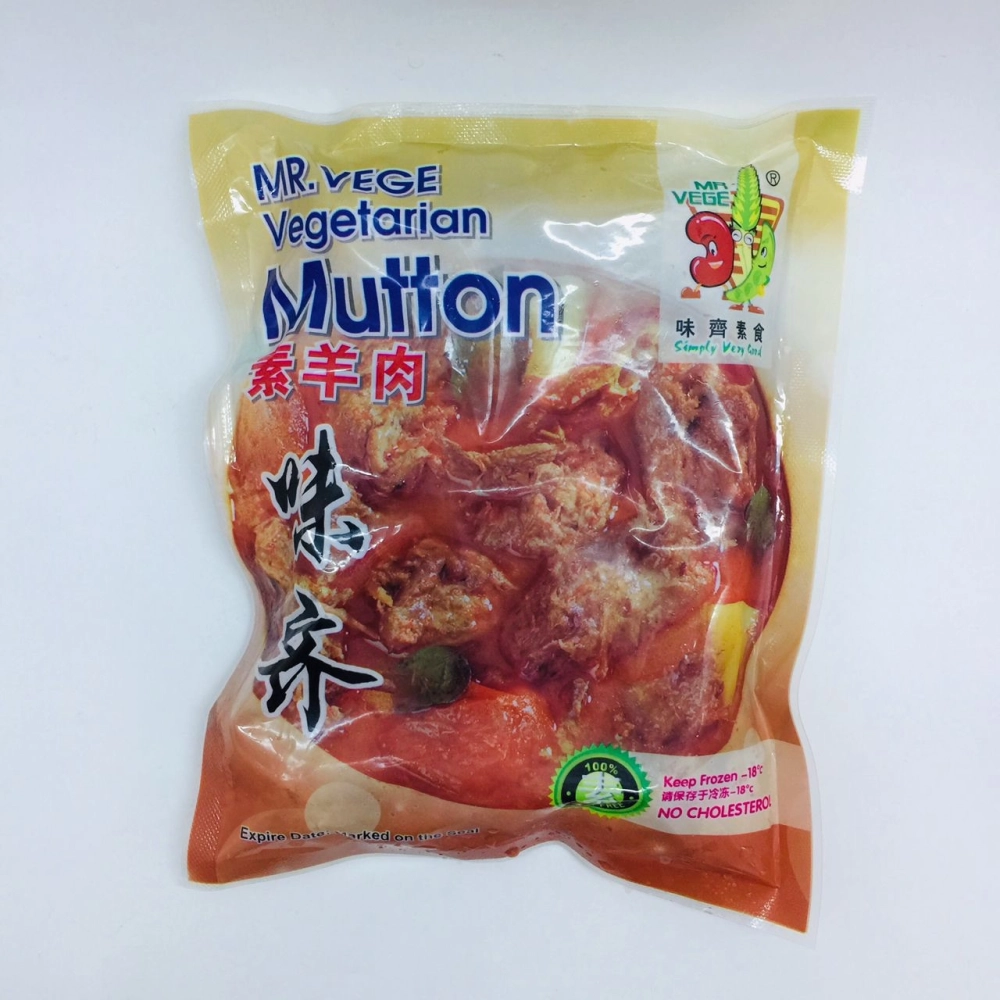 MR. VEGE
Vegetarian
Mutton
素羊肉
味
齐
MR
VEGE
®
味齊素食
Simply Very Good
100%
FREE
Keep Frozen -18°c
请保存于冷冻-18°c
NO CHOLESTEROL
Expire Date Marked on the Seal